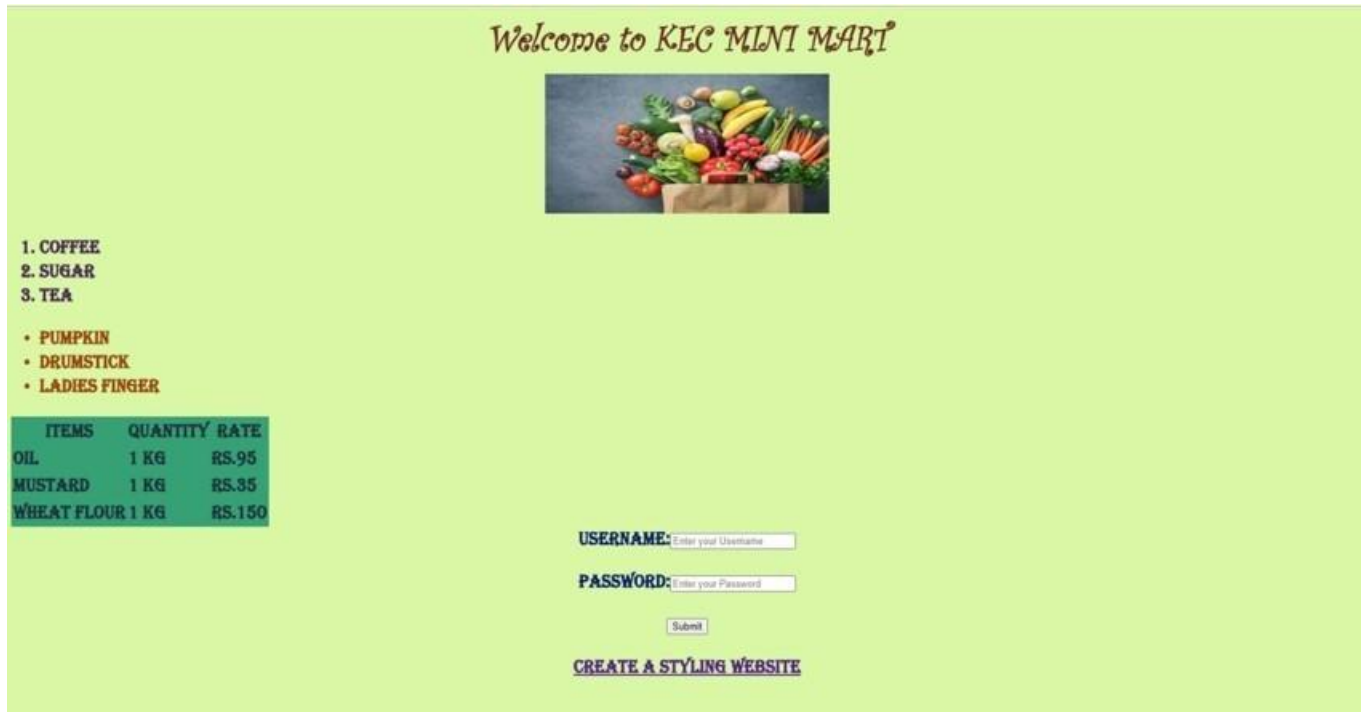 Welcome to KEC MINI MART
1. COFFEE
2. SUGAR
3. TEA
• PUMPKIN
• DRUMSTICK
• LADIES FINGER
ITEMS QUANTITY RATE
OIL 1 KG RS.95
MUSTARD 1 KG RS.35
WHEAT FLOUR 1 KG RS.150
USERNAME: Enter your Username
PASSWORD: Enter your Password
Submit
CREATE A STYLING WEBSITE